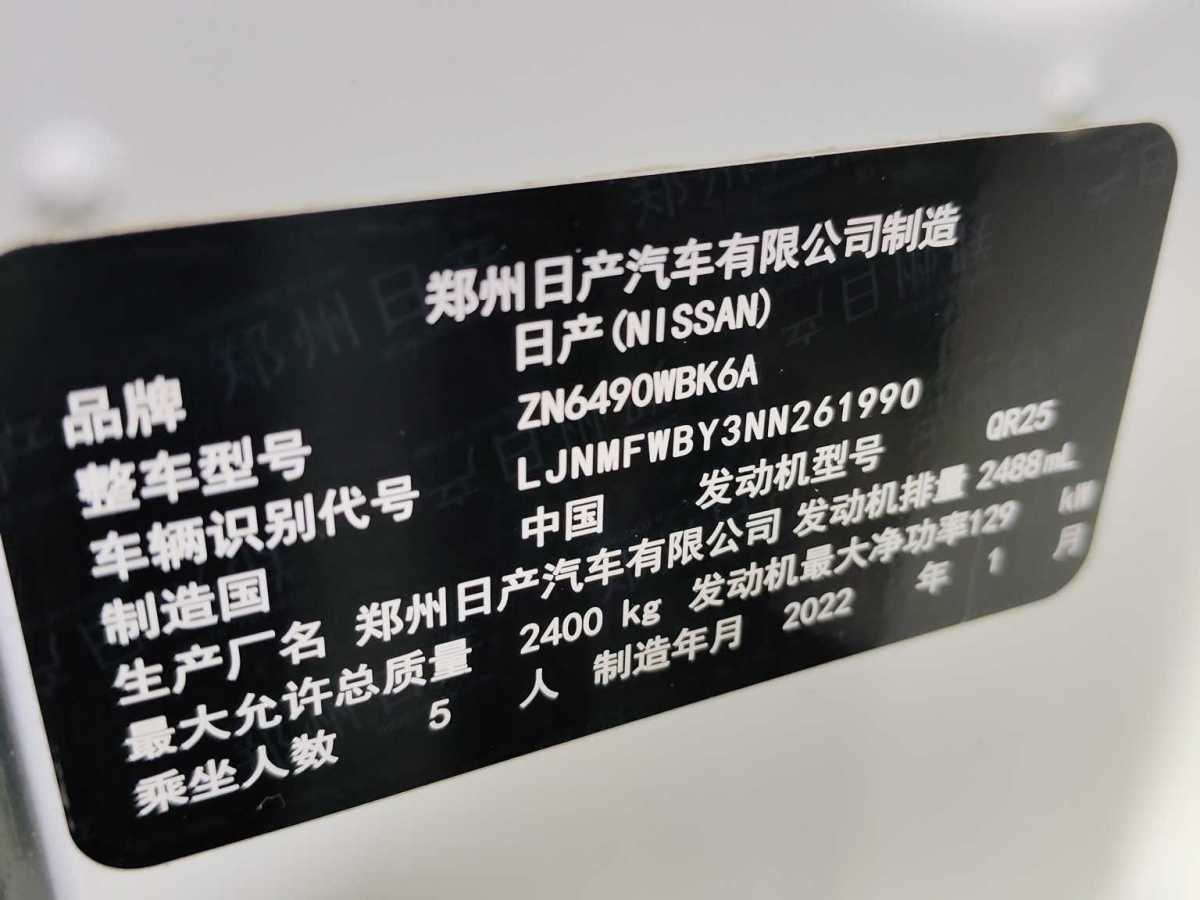 郑州日产汽车有限公司制造
品牌 日产(NISSAN)
整车型号 ZN6490WBK6A
车辆识别代号 LJNMFWBY3NN261990
制造国 中国 发动机型号 QR25
生产厂名 郑州日产汽车有限公司 发动机排量 2488mL
最大允许总质量 2400 kg 发动机最大净功率129 kW
乘坐人数 5 人 制造年月 2022 年 1 月